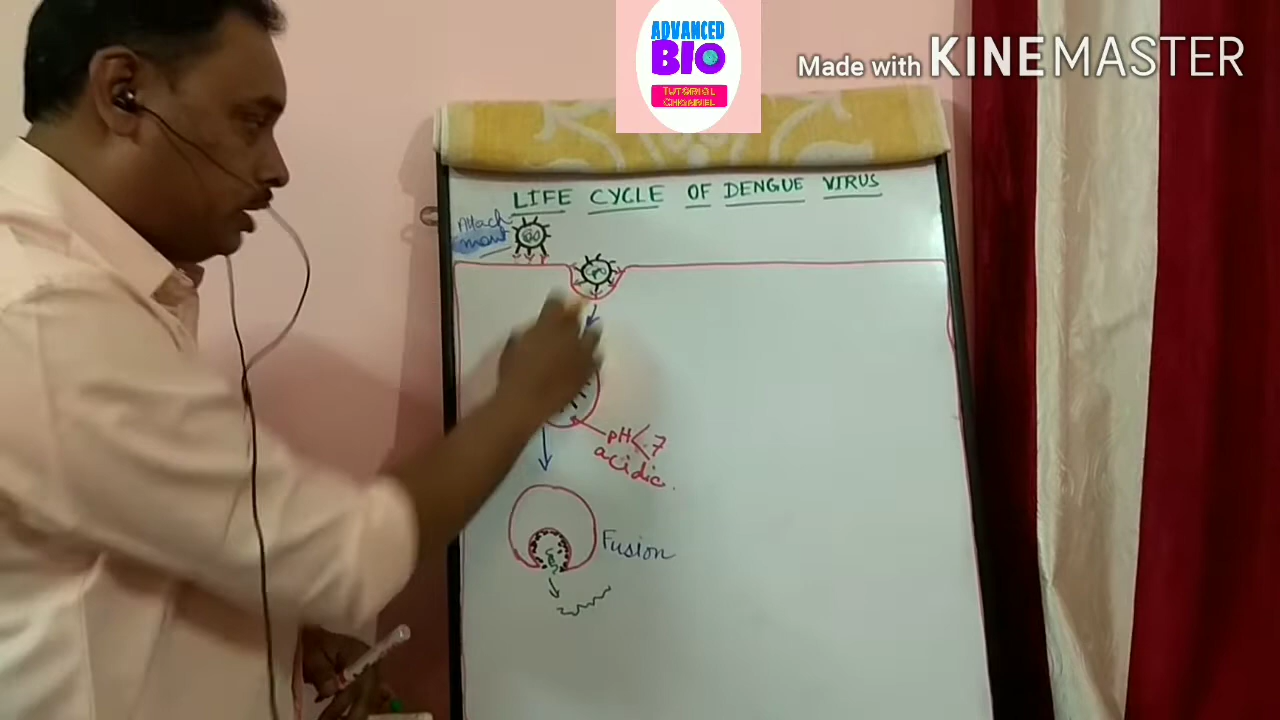 ADVANCED
BIO
TUTORIAL
CHANNEL
Made with KINEMASTER
LIFE CYCLE OF DENGUE VIRUS
Attach
ment
pH < 7
acidic.
Fusion